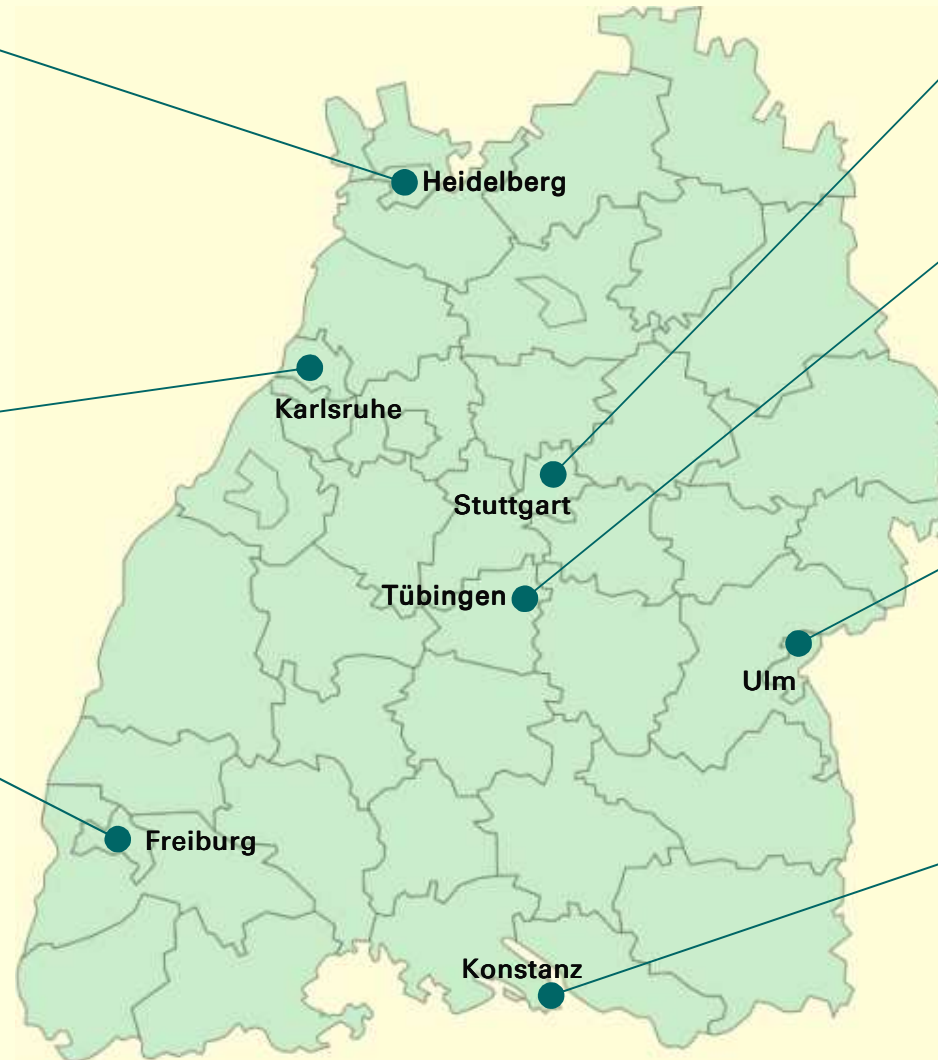 Heidelberg
Karlsruhe
Stuttgart
Tübingen
Ulm
Freiburg
Konstanz